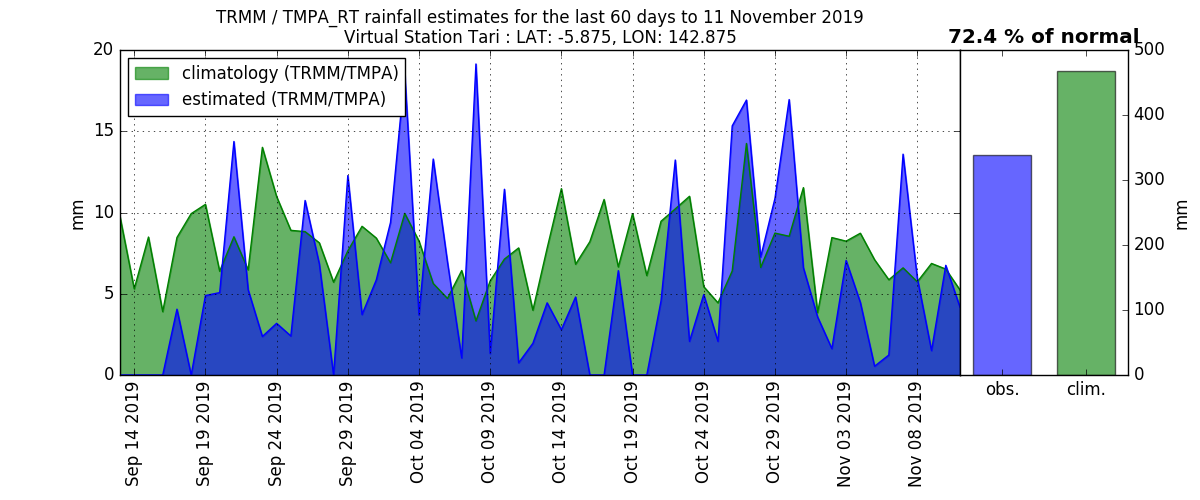 TRMM / TMPA_RT rainfall estimates for the last 60 days to 11 November 2019
Virtual Station Tari : LAT: -5.875, LON: 142.875
72.4 % of normal
climatology (TRMM/TMPA)
estimated (TRMM/TMPA)
20
15
10
5
0
mm
Sep 14 2019
Sep 19 2019
Sep 24 2019
Sep 29 2019
Oct 04 2019
Oct 09 2019
Oct 14 2019
Oct 19 2019
Oct 24 2019
Oct 29 2019
Nov 03 2019
Nov 08 2019
500
400
300
200
100
0
mm
obs.
clim.